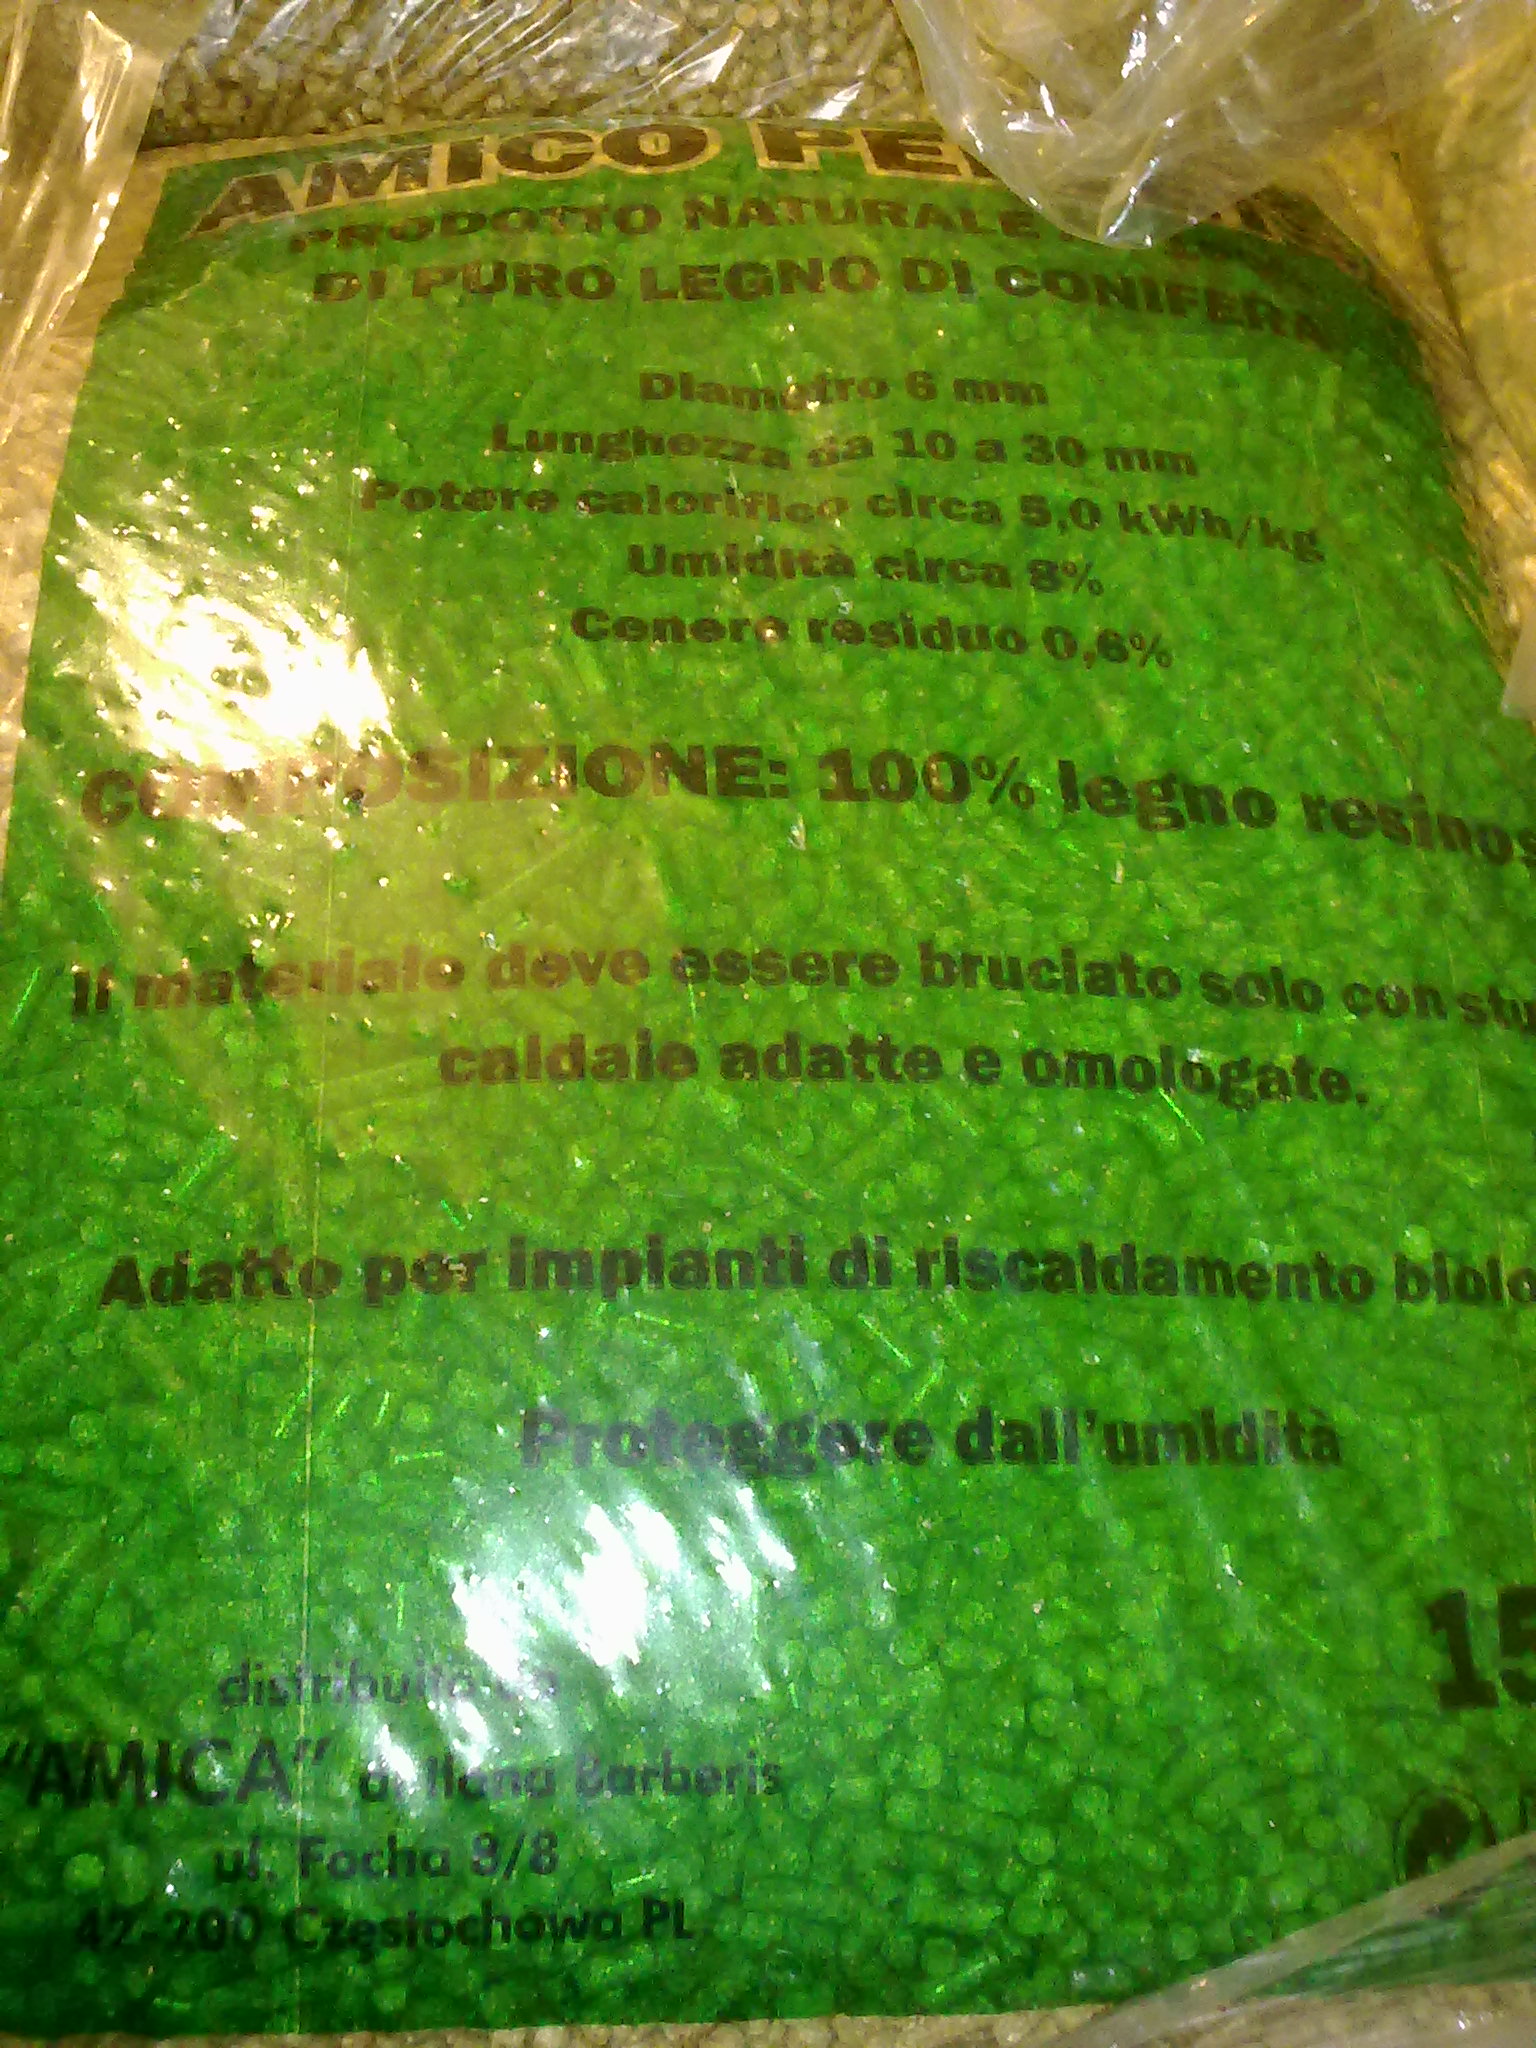 AMICO PE
PRODOTTO NATURALE
DI PURO LEGNO DI CONIFERA
Diametro 6 mm
Lunghezza da 10 a 30 mm
Potere calorifico circa 5,0 kWh/kg
Umidità circa 8%
Cenere residuo 0,6%
COMPOSIZIONE: 100% legno resinos
Il materiale deve essere bruciato solo con stu
caldaie adatte e omologate.
Adatto per impianti di riscaldamento biolo
Proteggere dall'umidità
15
distribuito da
"AMICA" di Ilana Barberis
ul. Focha 8/8
42-200 Częstochowa PL